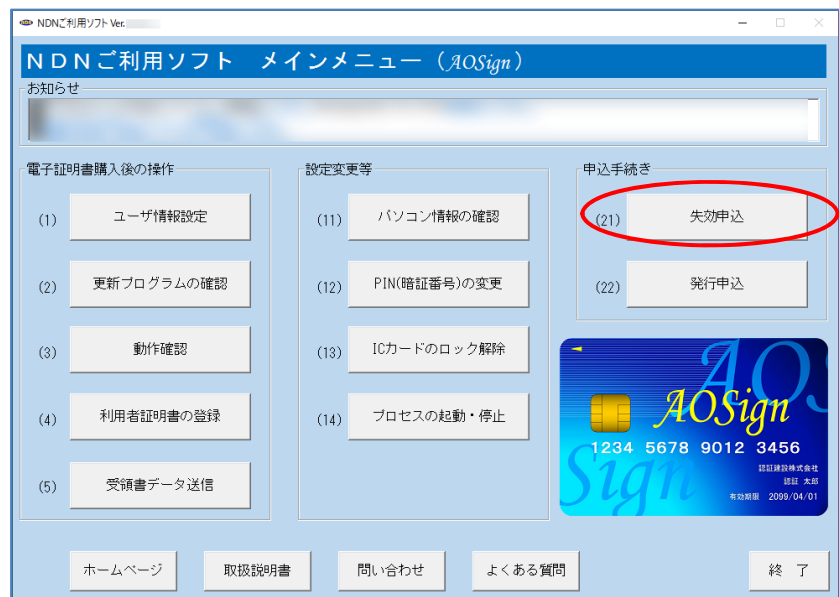 NDNご利用ソフト Ver.
NDNご利用ソフト メインメニュー（AOSign）
お知らせ
電子証明書購入後の操作
(1) ユーザ情報設定
(2) 更新プログラムの確認
(3) 動作確認
(4) 利用者証明書の登録
(5) 受領書データ送信
設定変更等
(11) パソコン情報の確認
(12) PIN(暗証番号)の変更
(13) ICカードのロック解除
(14) プロセスの起動・停止
申込手続き
(21) 失効申込
(22) 発行申込
AOSign
1234 5678 9012 3456
認証建設株式会社
認証 太郎
有効期限 2099/04/01
ホームページ
取扱説明書
問い合わせ
よくある質問
終 了